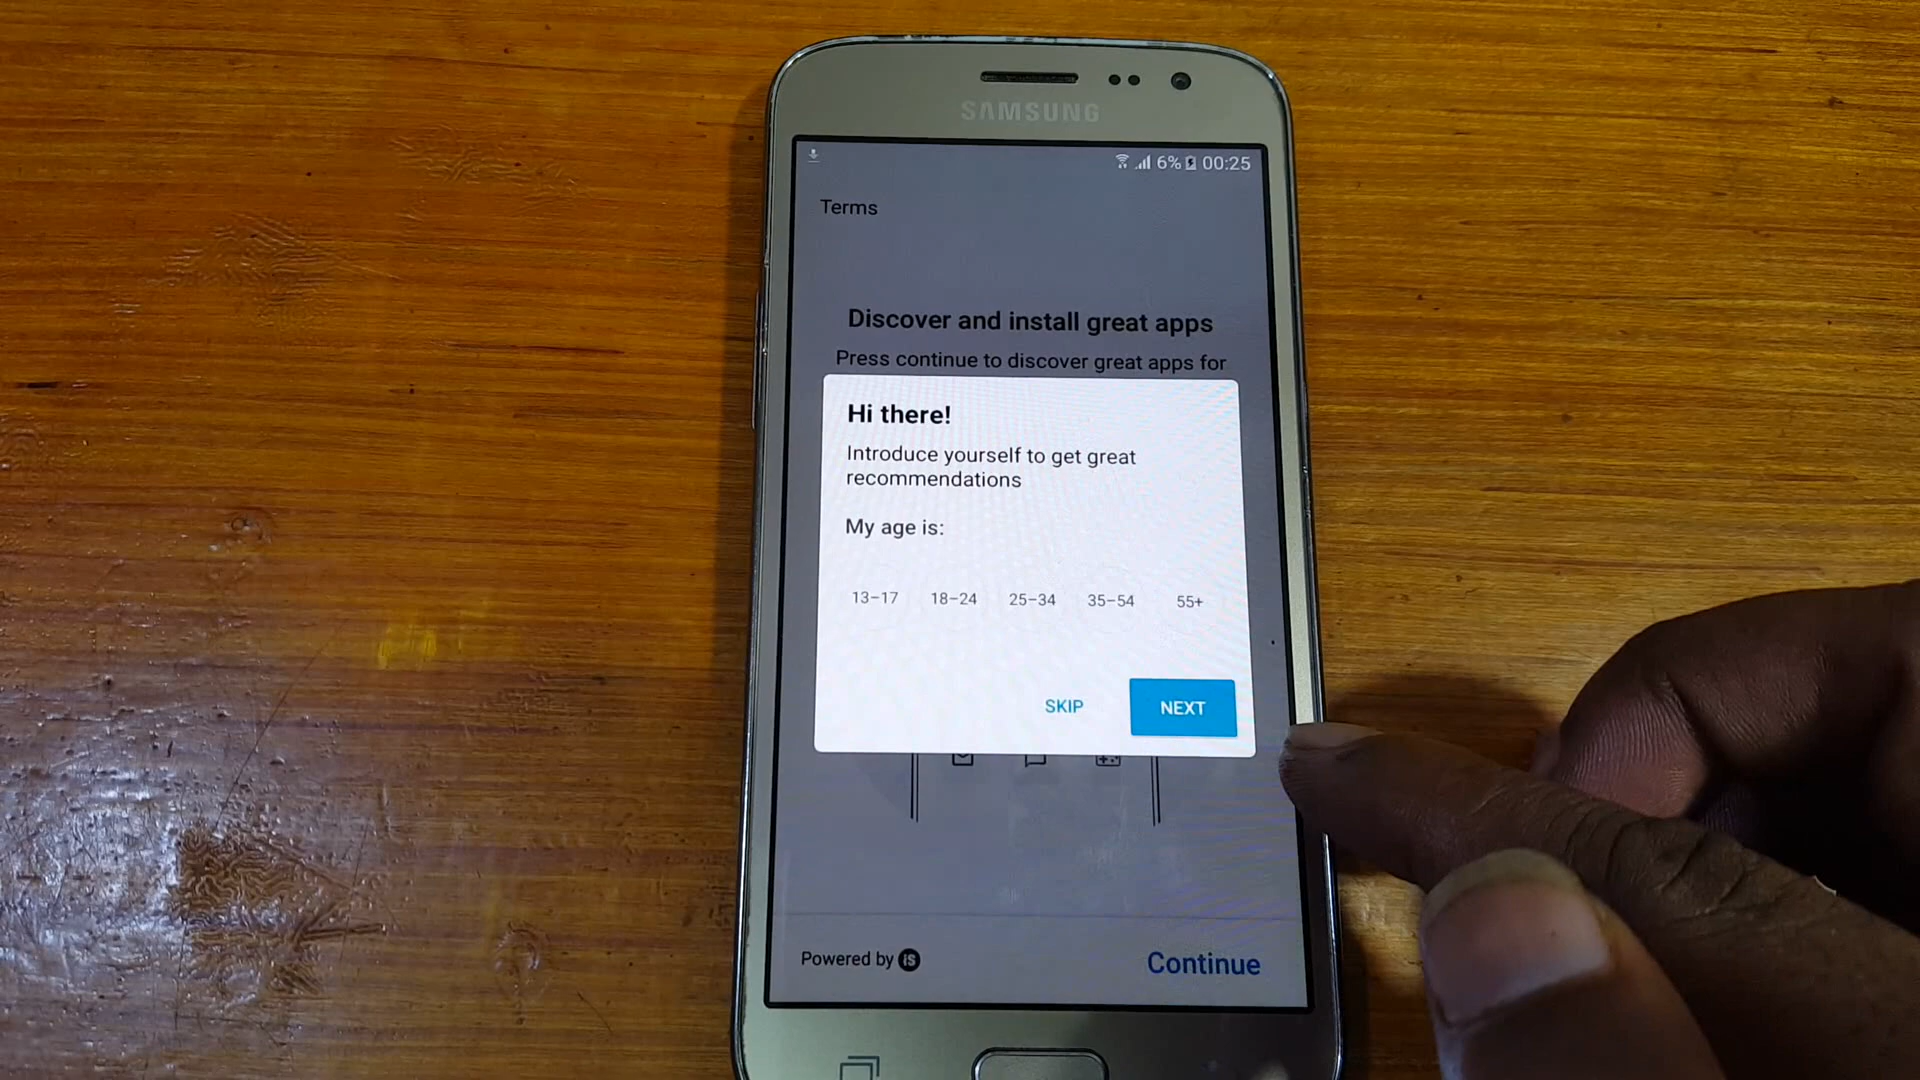 SAMSUNG
6% 00:25
Terms
Discover and install great apps
Press continue to discover great apps for
Hi there!
Introduce yourself to get great
recommendations
My age is:
13–17 18–24 25–34 35–54 55+
SKIP NEXT
Powered by iS Continue